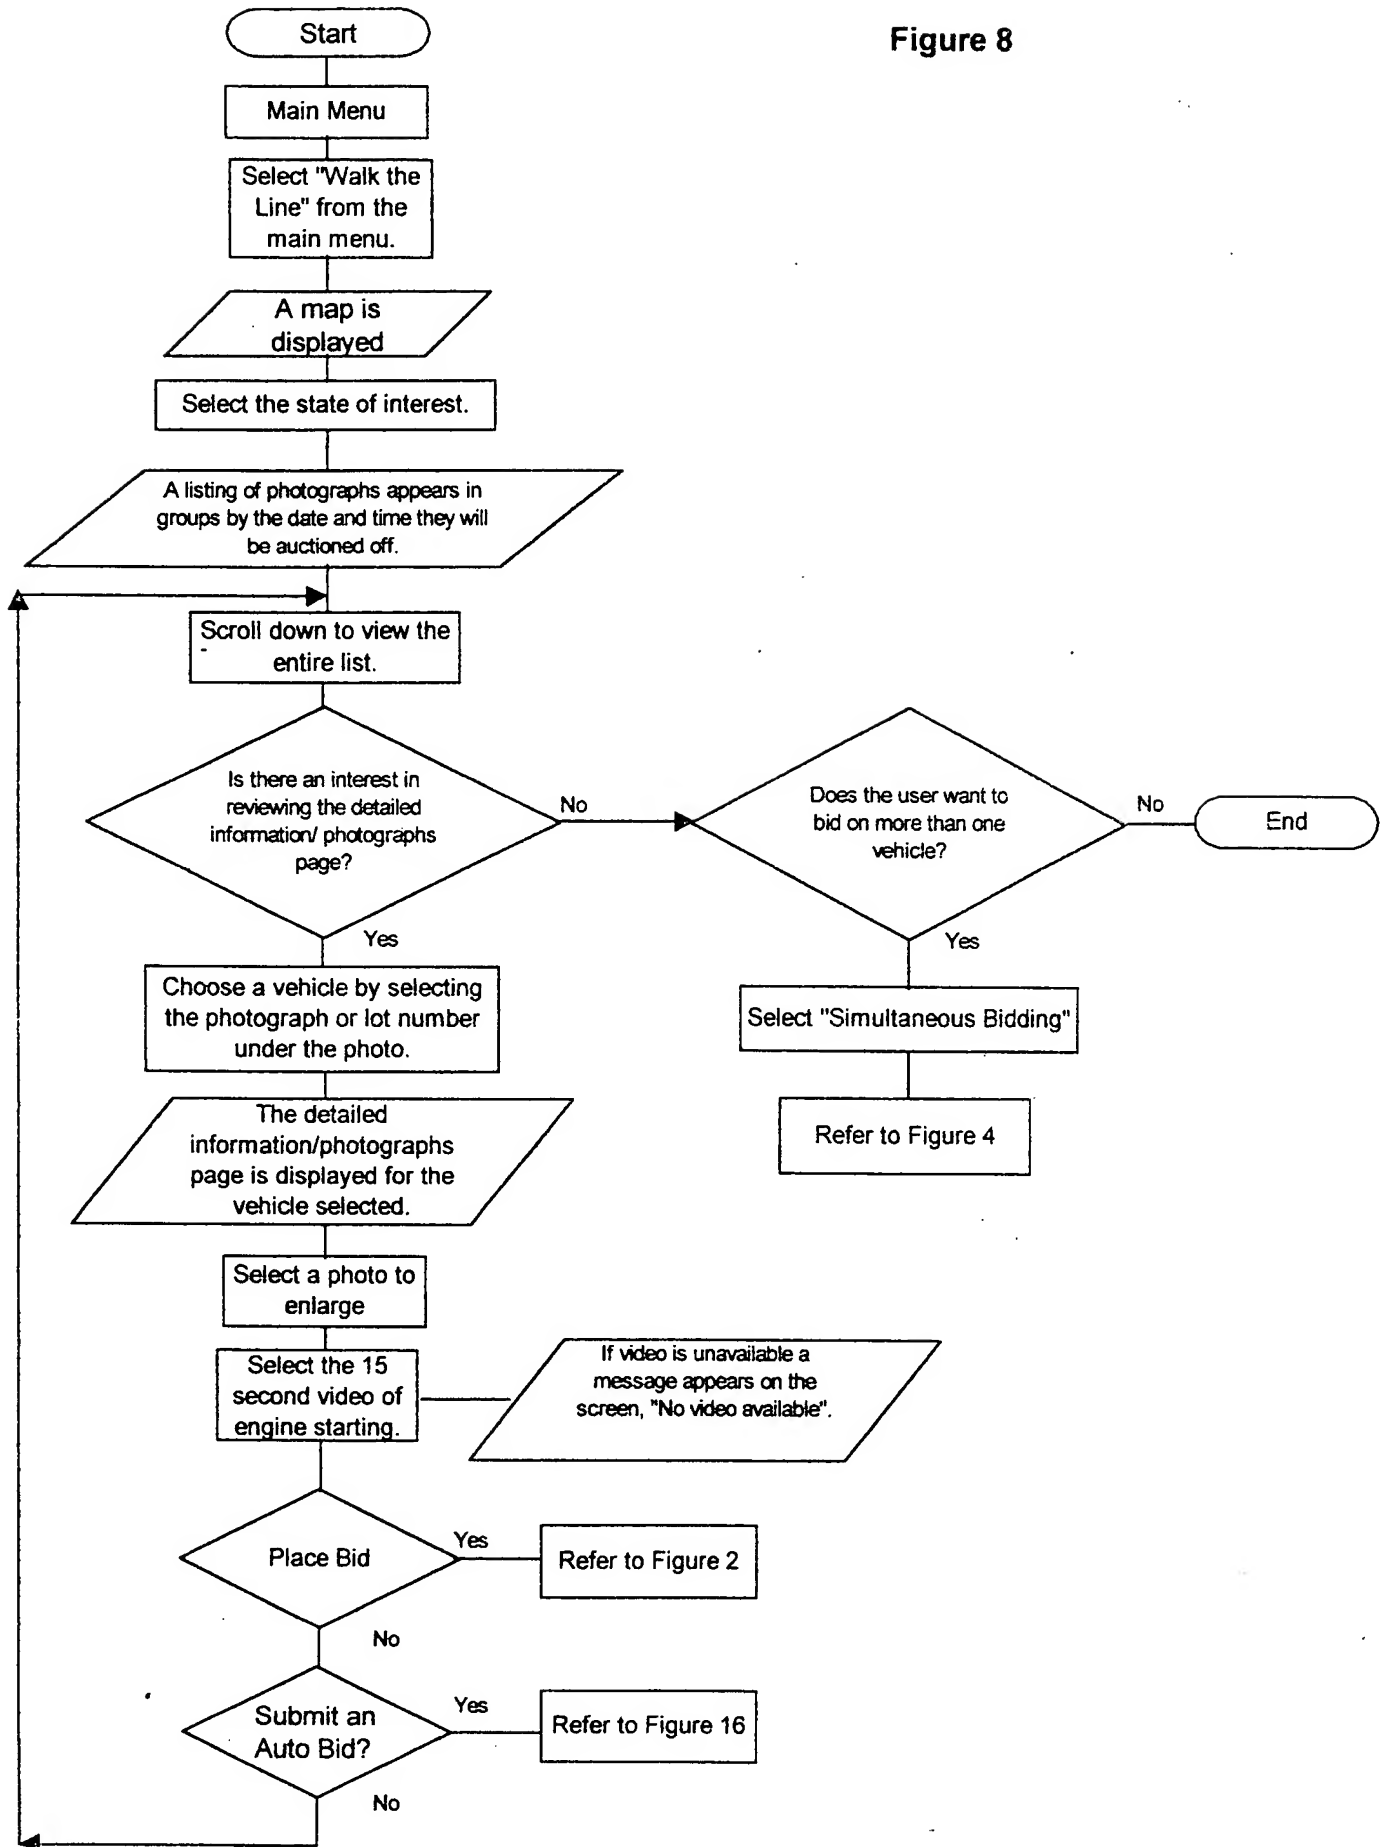 Figure 8
Start
Main Menu
Select "Walk the
Line" from the
main menu.
A map is
displayed
Select the state of interest.
A listing of photographs appears in
groups by the date and time they will
be auctioned off.
Scroll down to view the
entire list.
Is there an interest in
reviewing the detailed
information/ photographs
page?
No
Does the user want to
bid on more than one
vehicle?
No
End
Yes
Yes
Choose a vehicle by selecting
the photograph or lot number
under the photo.
Select "Simultaneous Bidding"
Refer to Figure 4
The detailed
information/photographs
page is displayed for the
vehicle selected.
Select a photo to
enlarge
Select the 15
second video of
engine starting.
If video is unavailable a
message appears on the
screen, "No video available".
Place Bid
Yes
Refer to Figure 2
No
Submit an
Auto Bid?
Yes
Refer to Figure 16
No